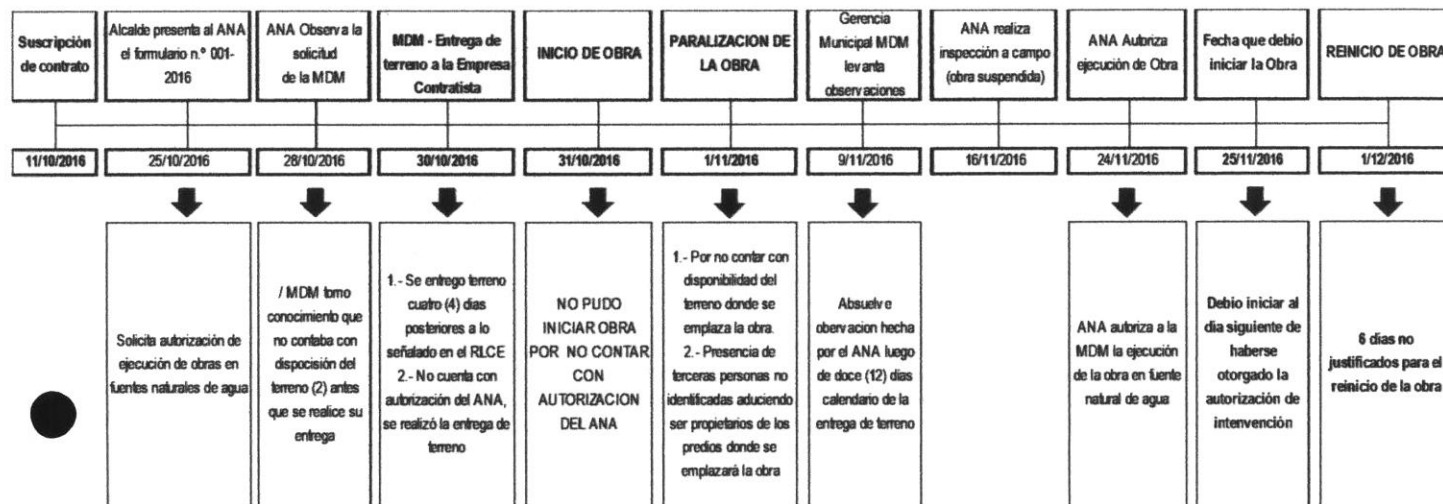 Suscripción
de contrato
Alcalde presenta al ANA
el formulario n.º 001-
2016
ANA Observa la
solicitud
de la MDM
MDM - Entrega de
terreno a la Empresa
Contratista
INICIO DE OBRA
PARALIZACION DE
LA OBRA
Gerencia
Municipal MDM
levanta
observaciones
ANA realiza
inspección a campo
(obra suspendida)
ANA Autoriza
ejecución de Obra
Fecha que debio
iniciar la Obra
REINICIO DE OBRA
11/10/2016
25/10/2016
28/10/2016
30/10/2016
31/10/2016
1/11/2016
9/11/2016
16/11/2016
24/11/2016
25/11/2016
1/12/2016
Solicita autorización de
ejecución de obras en
fuentes naturales de agua
/ MDM tomo
conocimiento que
no contaba con
disposición del
terreno (2) antes
que se realice su
entrega
1.- Se entrego terreno
cuatro (4) dias
posteriores a lo
señalado en el RLCE
2.- No cuenta con
autorización del ANA,
se realizó la entrega de
terreno
NO PUDO
INICIAR OBRA
POR NO CONTAR
CON
AUTORIZACION
DEL ANA
1.- Por no contar con
disponibilidad del
terreno donde se
emplaza la obra.
2.- Presencia de
terceras personas no
identificadas aduciendo
ser propietarios de los
predios donde se
emplazará la obra
Absuelve
obervacion hecha
por el ANA luego
de doce (12) días
calendario de la
entrega de terreno
ANA autoriza a la
MDM la ejecución
de la obra en fuente
natural de agua
Debio iniciar al
dia siguiente de
haberse
otorgado la
autorización de
intenvención
6 dias no
justificados para el
reinicio de la obra